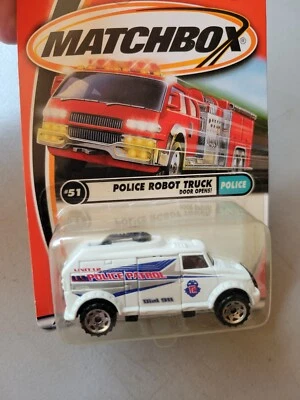 MATCHBOX®
#51
POLICE ROBOT TRUCK
DOOR OPENS!
POLICE
POLICE PATROL